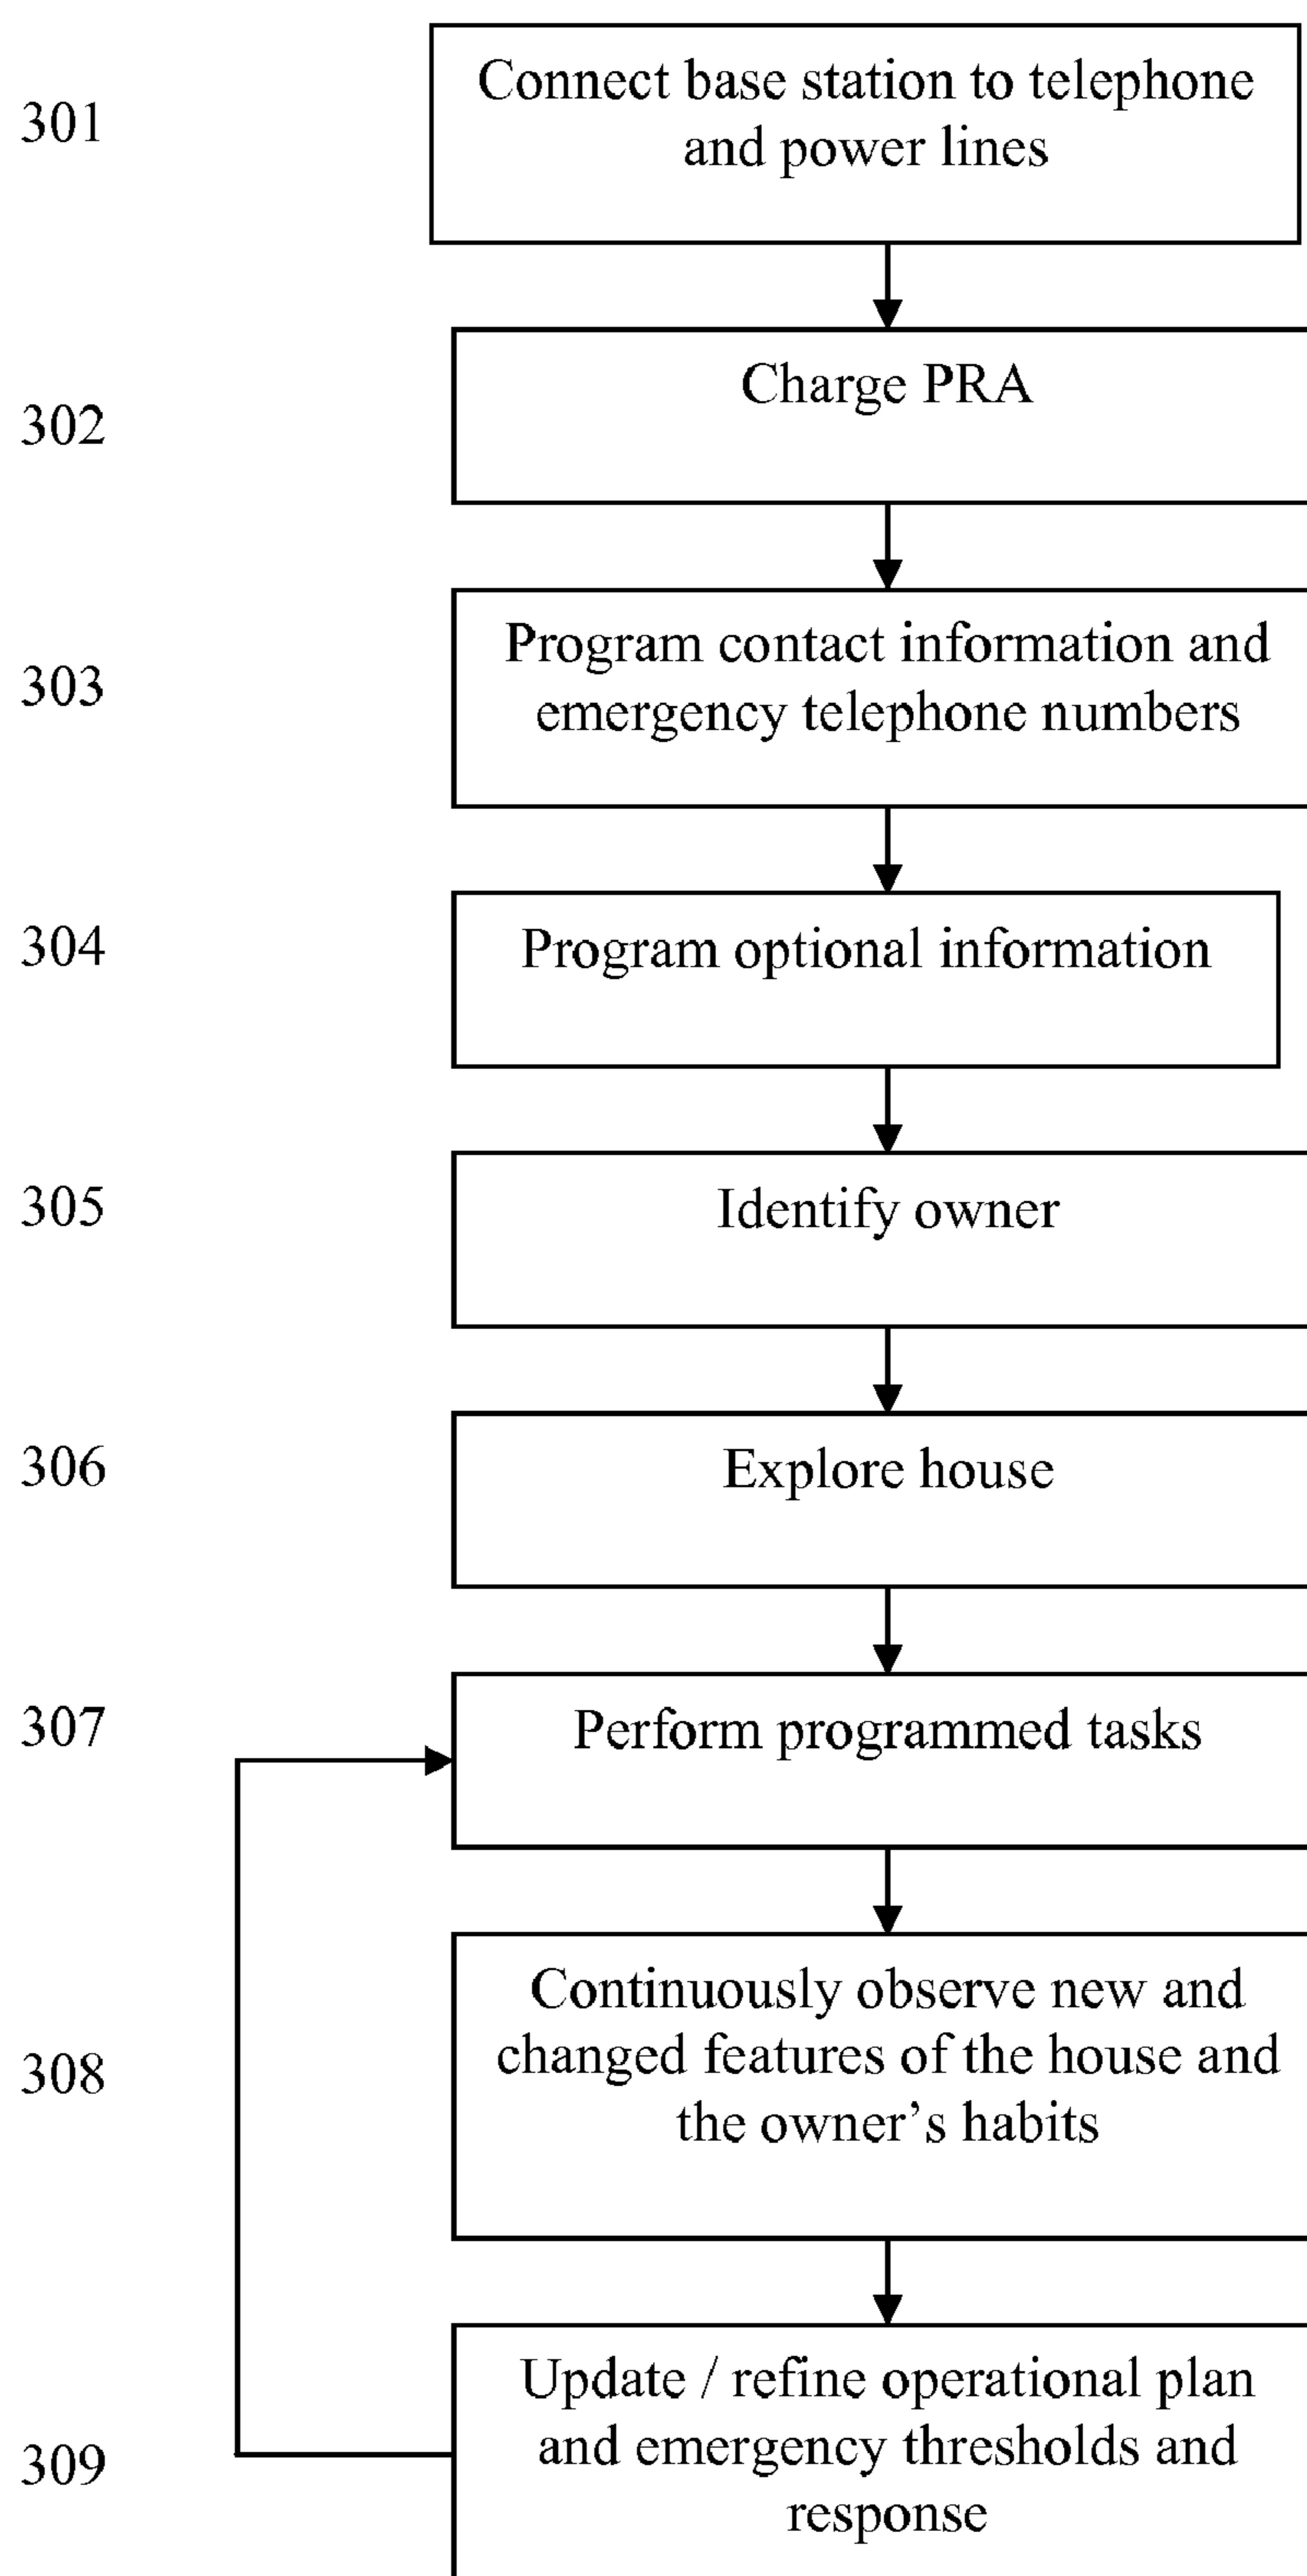 301
Connect base station to telephone
and power lines
302
Charge PRA
303
Program contact information and
emergency telephone numbers
304
Program optional information
305
Identify owner
306
Explore house
307
Perform programmed tasks
308
Continuously observe new and
changed features of the house and
the owner’s habits
309
Update / refine operational plan
and emergency thresholds and
response